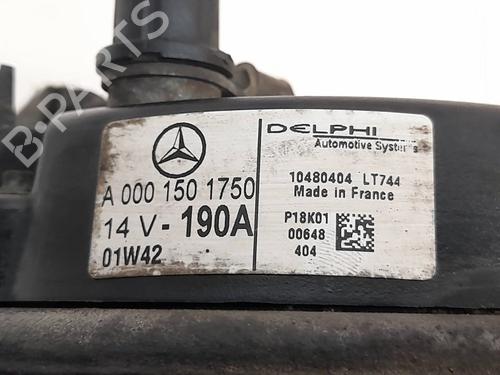 DELPHI
Automotive Systems
A 000 150 1750
14 V - 190A
01W42
10480404 LT744
Made in France
P18K01
00648
404
B-PARTS